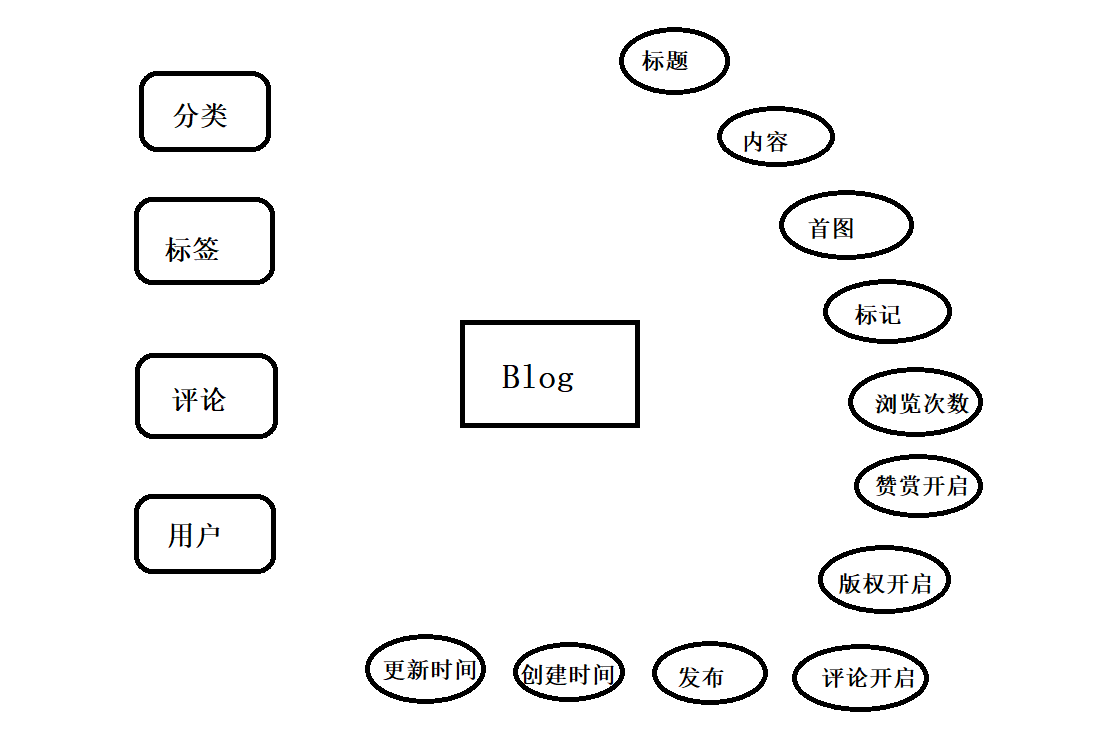 标题
分类
内容
首图
标签
标记
Blog
评论
浏览次数
赞赏开启
用户
版权开启
更新时间
创建时间
发布
评论开启